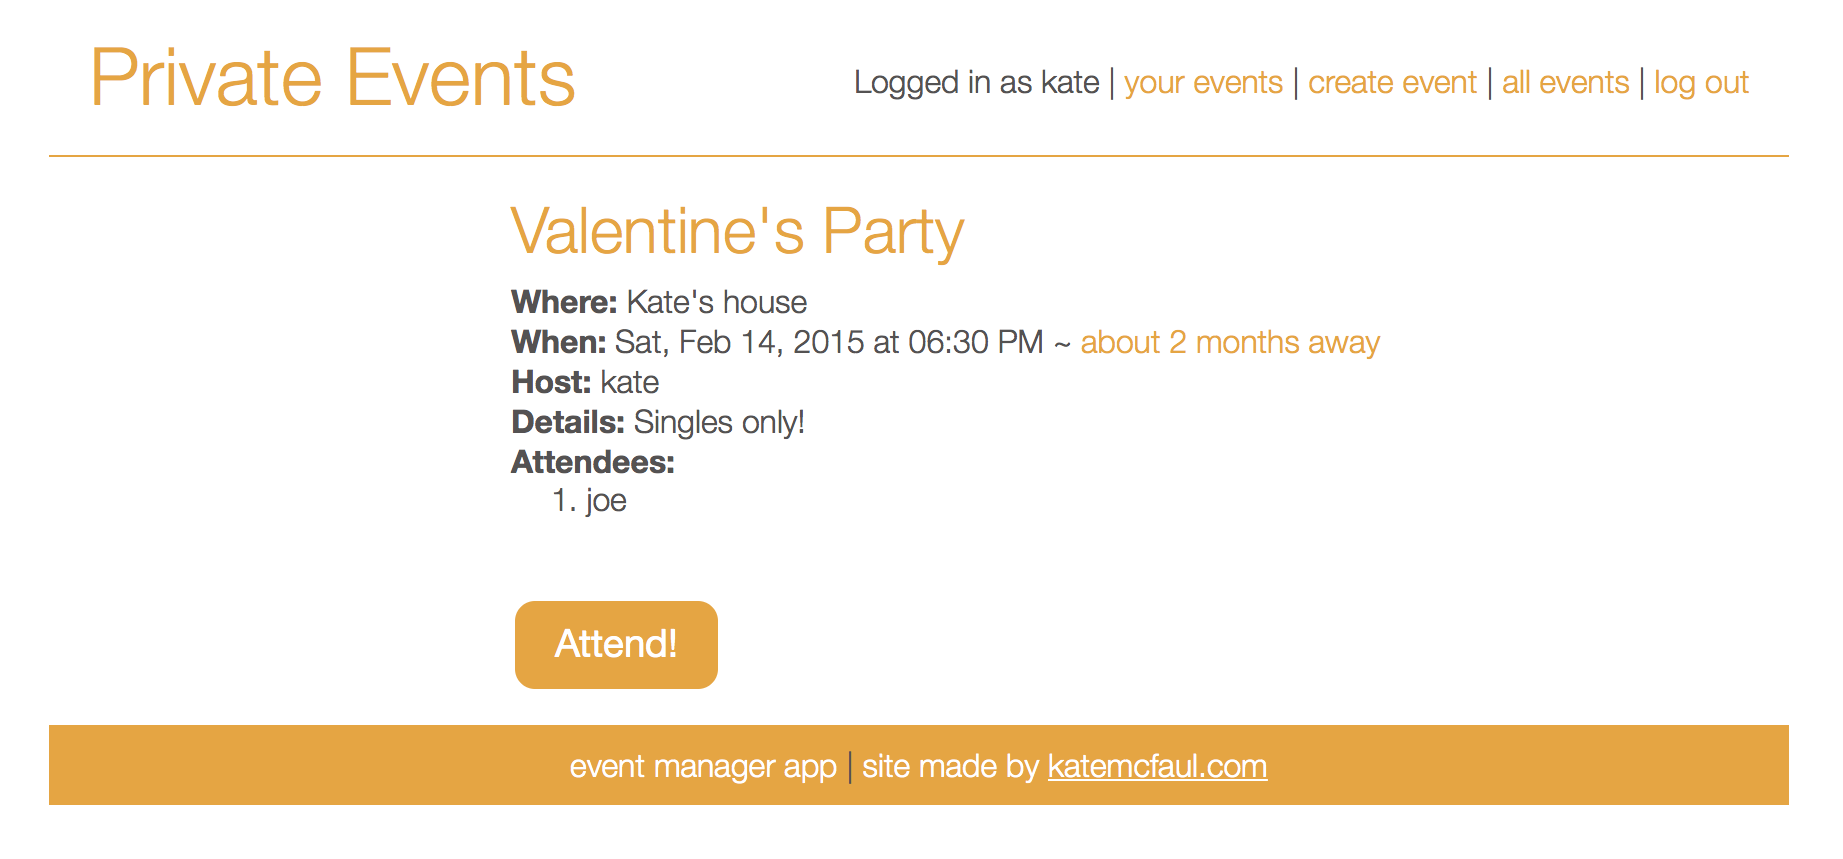 Private Events
Logged in as kate | your events | create event | all events | log out
Valentine's Party
Where: Kate's house
When: Sat, Feb 14, 2015 at 06:30 PM ~ about 2 months away
Host: kate
Details: Singles only!
Attendees:
1. joe
Attend!
event manager app | site made by katemcfaul.com